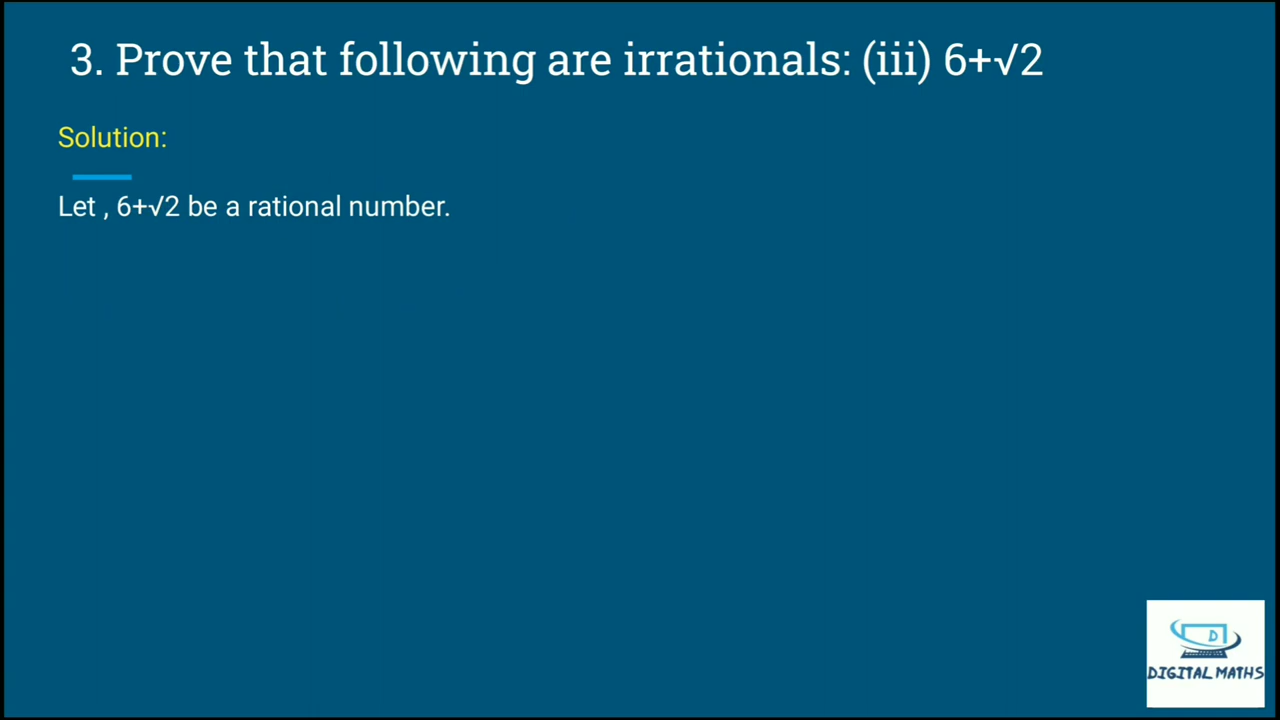 3. Prove that following are irrationals: (iii) 6+√2
Solution:
Let , 6+√2 be a rational number.
D
DIGITAL MATHS